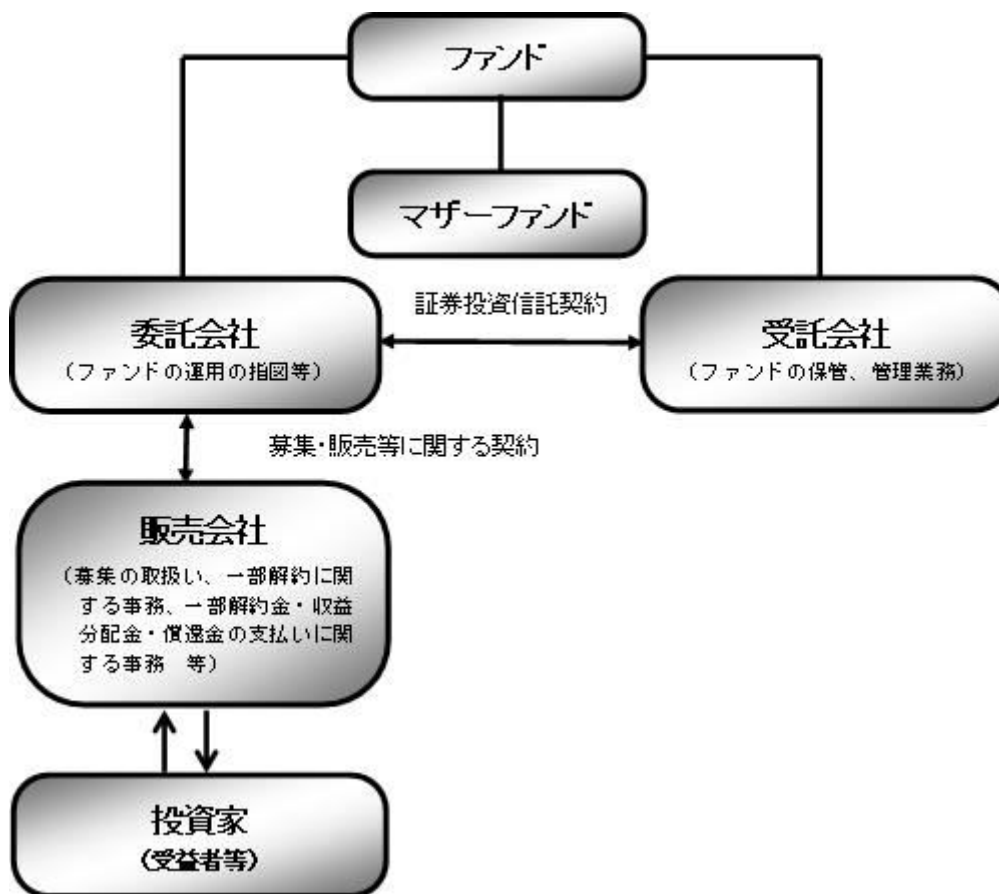 ファンド
マザーファンド
証券投資信託契約
委託会社
（ファンドの運用の指図等）
受託会社
（ファンドの保管、管理業務）
募集・販売等に関する契約
販売会社
（募集の取扱い、一部解約に関
する事務、一部解約金・収益
分配金・償還金の支払いに関
する事務　等）
投資家
（受益者等）